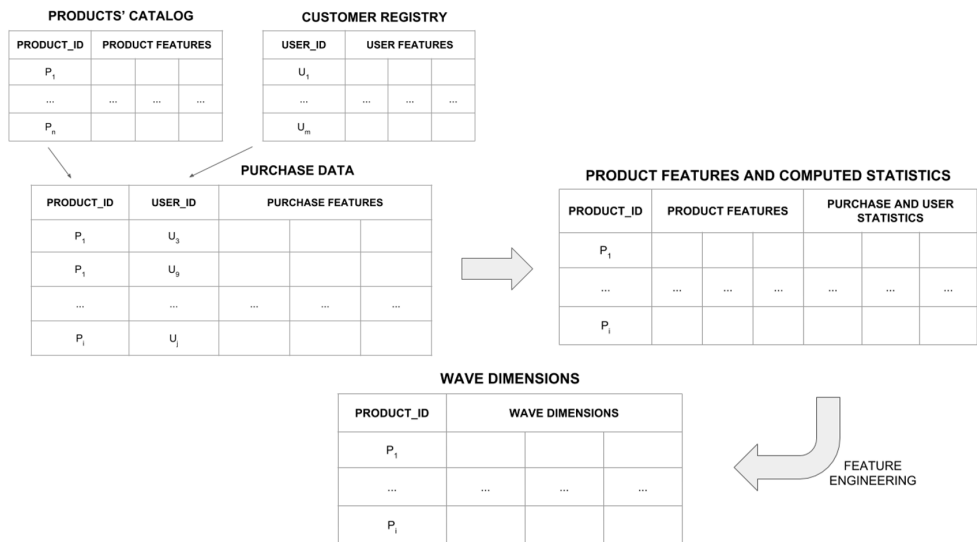 PRODUCTS' CATALOG
PRODUCT_ID PRODUCT FEATURES
P1
... ... ... ...
Pn
CUSTOMER REGISTRY
USER_ID USER FEATURES
U1
... ... ... ...
Um
PURCHASE DATA
PRODUCT_ID USER_ID PURCHASE FEATURES
P1 U3
P1 U9
... ... ... ... ...
Pi Uj
PRODUCT FEATURES AND COMPUTED STATISTICS
PRODUCT_ID PRODUCT FEATURES PURCHASE AND USER
STATISTICS
P1
... ... ... ... ... ... ...
Pi
FEATURE
ENGINEERING
WAVE DIMENSIONS
PRODUCT_ID WAVE DIMENSIONS
P1
... ... ... ...
Pi